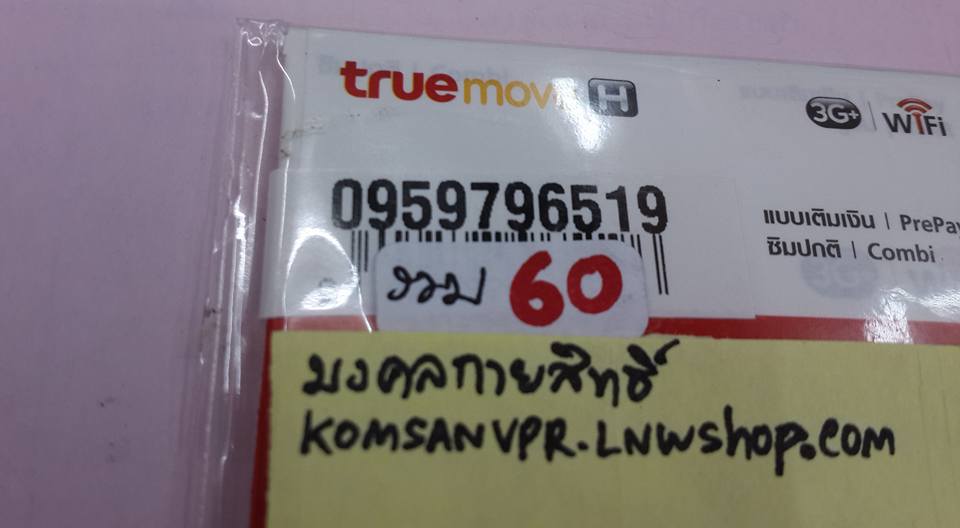 truemove H
3G+ | WiFi
0959796519
แบบเติมเงิน | PrePay
ซิมปกติ | Combi
รวม 60
มงคลกายสิทธิ์
KOMSANVPR.LNWshop.com